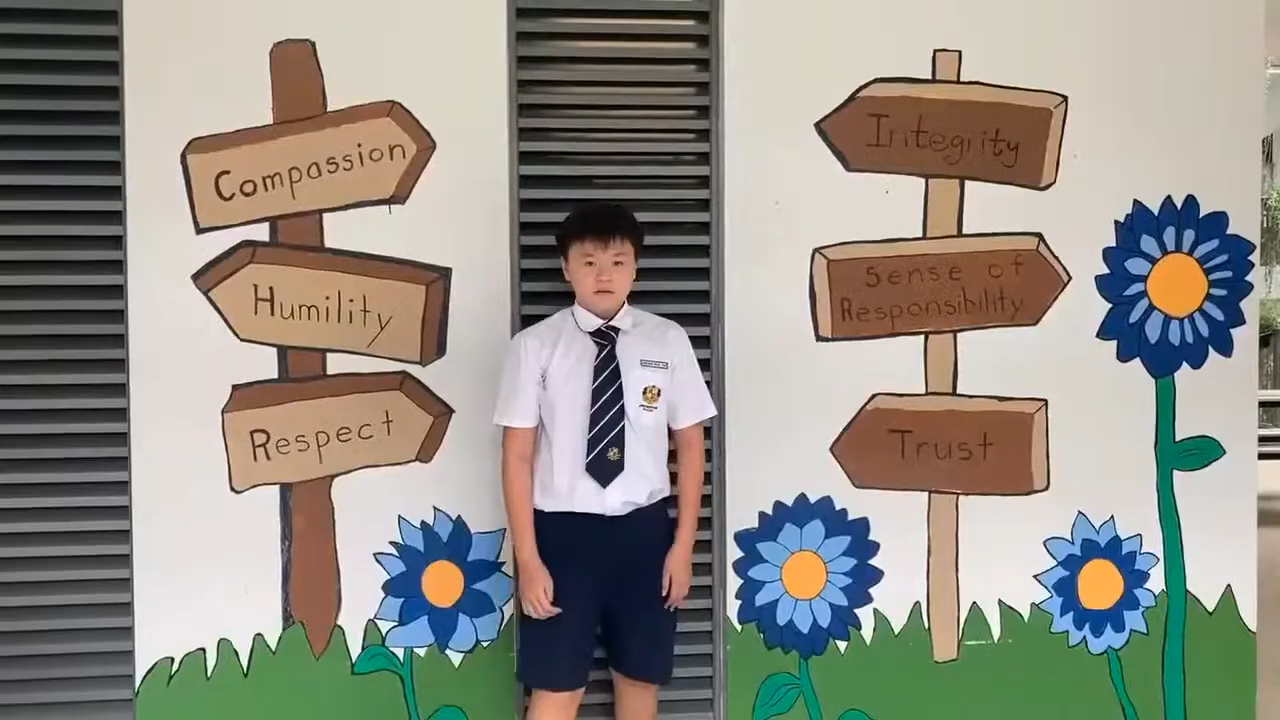 Compassion
Humility
Respect
Integrity
Sense of
Responsibility
Trust